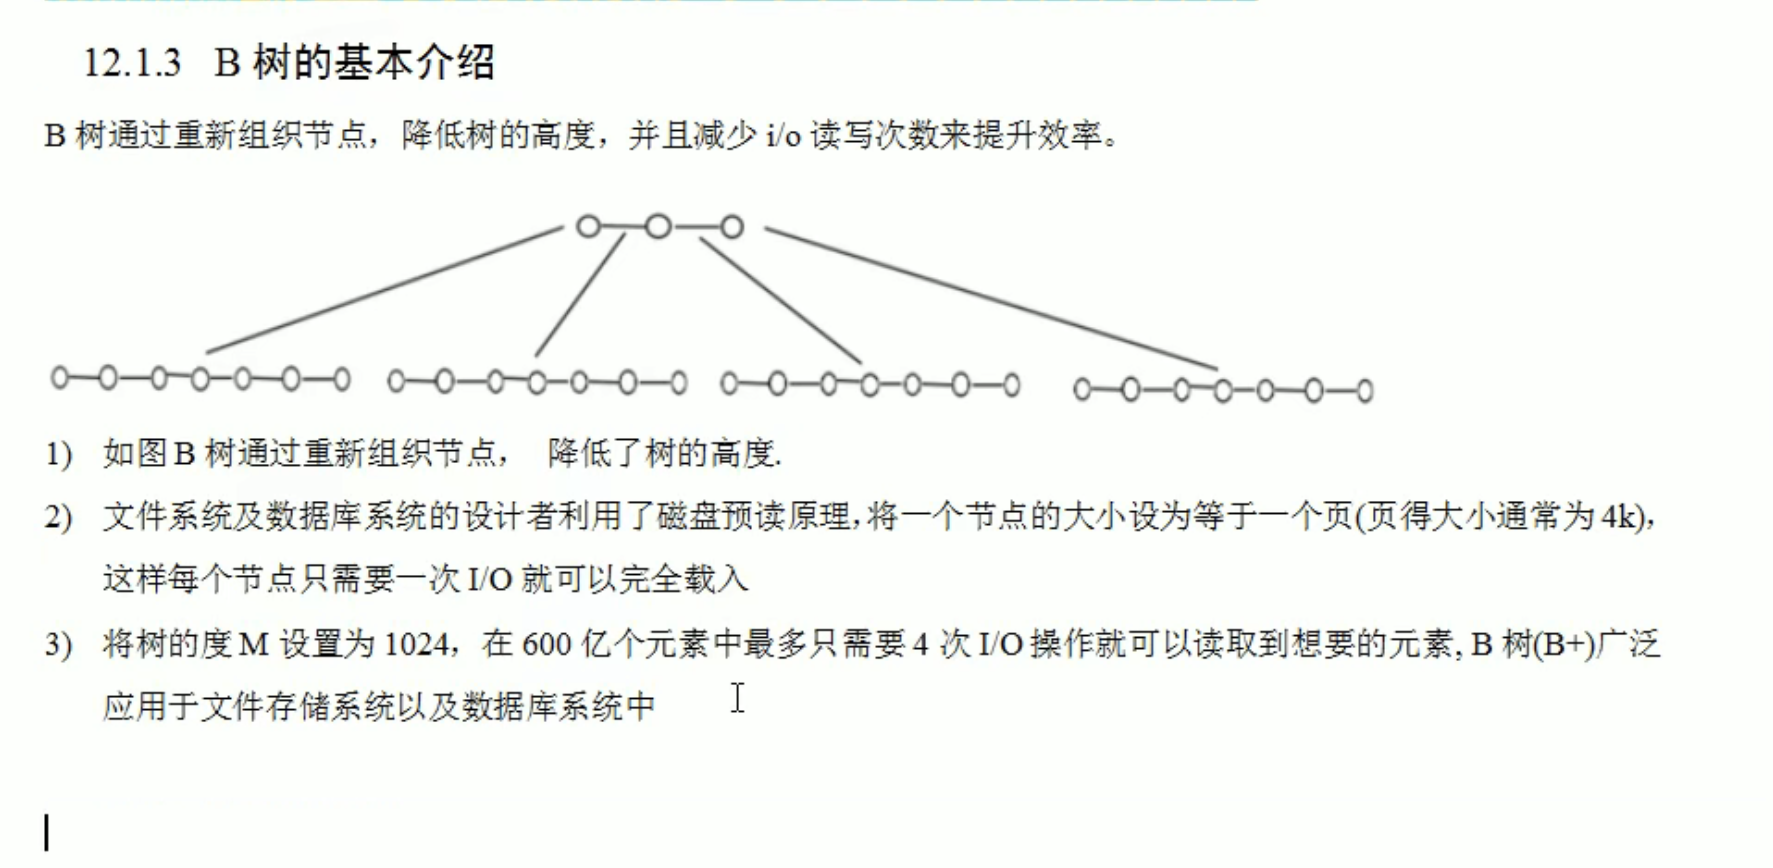 12.1.3 B 树的基本介绍
B 树通过重新组织节点，降低树的高度，并且减少 i/o 读写次数来提升效率。
1) 如图 B 树通过重新组织节点， 降低了树的高度.
2) 文件系统及数据库系统的设计者利用了磁盘预读原理,将一个节点的大小设为等于一个页(页得大小通常为 4k),
这样每个节点只需要一次 I/O 就可以完全载入
3) 将树的度 M 设置为 1024，在 600 亿个元素中最多只需要 4 次 I/O 操作就可以读取到想要的元素, B 树(B+)广泛
应用于文件存储系统以及数据库系统中